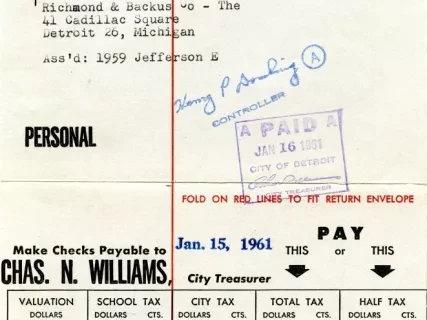 Richmond & Backus Co - The
41 Cadillac Square
Detroit 26, Michigan
Ass'd: 1959 Jefferson E
A
CONTROLLER
PERSONAL
A PAID A
JAN 16 1961
CITY OF DETROIT
CITY TREASURER
FOLD ON RED LINES TO FIT RETURN ENVELOPE
Make Checks Payable to
CHAS. N. WILLIAMS,
Jan. 15, 1961
City Treasurer
PAY
THIS or THIS
VALUATION SCHOOL TAX CITY TAX TOTAL TAX HALF TAX
DOLLARS DOLLARS CTS. DOLLARS CTS. DOLLARS CTS. DOLLARS CTS.